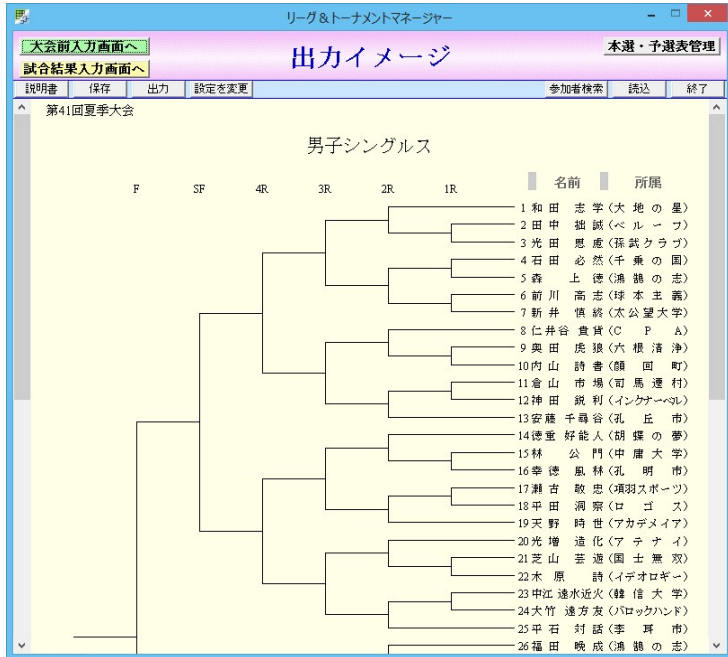 リーグ＆トーナメントマネージャー
大会前入力画面へ
試合結果入力画面へ
出力イメージ
本選・予選表管理
説明書 保存 出力 設定を変更 参加者検索 読込 終了
第41回夏季大会
男子シングルス
名前 所属
F SF 4R 3R 2R 1R
1 和田 志学 (大地の星)
2 田中 拙誠 (ペルーフ)
3 光田 思慮 (孫武クラブ)
4 石田 必然 (千乗の国)
5 森 上徳 (鴻鵠の志)
6 前川 高志 (球本主義)
7 新井 慎終 (太公望大学)
8 仁井谷 貴貨 (CPA)
9 奥田 虎狼 (六根清浄)
10 内山 詩書 (顔回町)
11 倉山 市場 (司馬遷村)
12 神田 鋭利 (インクナーベル)
13 安藤 千尋谷 (孔丘市)
14 徳重 好能人 (胡蝶の夢)
15 林 公門 (中庸大学)
16 幸徳 風林 (孔明市)
17 瀬古 敬忠 (項羽スポーツ)
18 平田 洞察 (ロゴス)
19 天野 時世 (アカデメイア)
20 光増 造化 (アテナイ)
21 芝山 芸遊 (国士無双)
22 木原 詩 (イデオロギー)
23 中江 遠水近火 (韓信大学)
24 大竹 遠方友 (バロックハンド)
25 平石 対話 (李耳市)
26 福田 晩成 (鴻鵠の志)